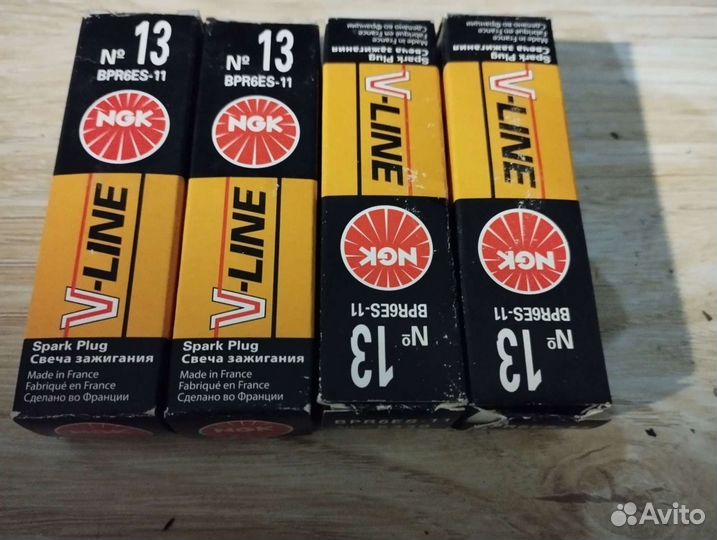 № 13
BPR6ES-11
NGK
V-LINE
Spark Plug
Свеча зажигания
Made in France
Fabriqué en France
Сделано во Франции
№ 13
BPR6ES-11
NGK
V-LINE
Spark Plug
Свеча зажигания
Made in France
Fabriqué en France
Сделано во Франции
NGK
№ 13
BPR6ES-11
NGK
V-LINE
Spark Plug
Свеча зажигания
Made in France
Fabriqué en France
Сделано во Франции
BPR6ES-11
№ 13
BPR6ES-11
NGK
V-LINE
Spark Plug
Свеча зажигания
Made in France
Fabriqué en France
Сделано во Франции
Avito